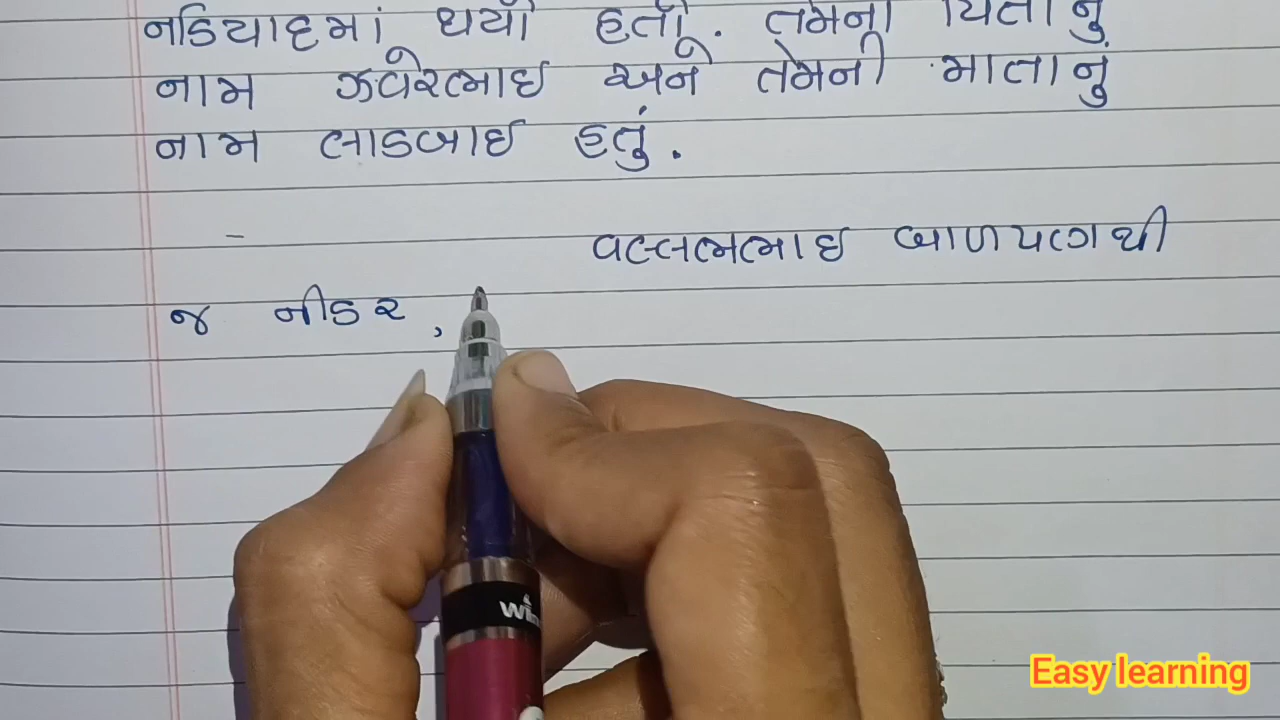 નડિયાદમાં થયો હતો. તેમના પિતાનું
નામ ઝવેરભાઈ અને તેમની માતાનું
નામ લાડબાઈ હતું.
વલ્લભભાઈ બાળપણથી
જ નીડર,
Easy learning